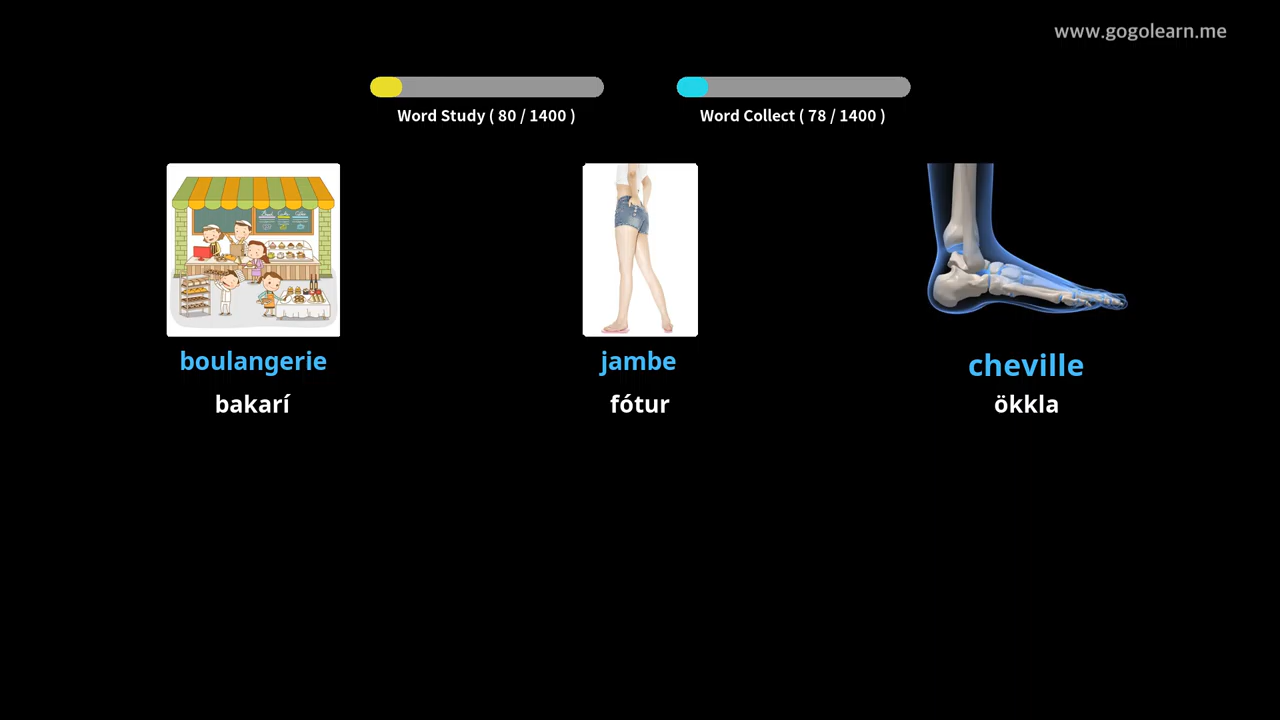 www.gogolearn.me
Word Study ( 80 / 1400 )
Word Collect ( 78 / 1400 )
boulangerie
jambe
cheville
bakarí
fótur
ökkla